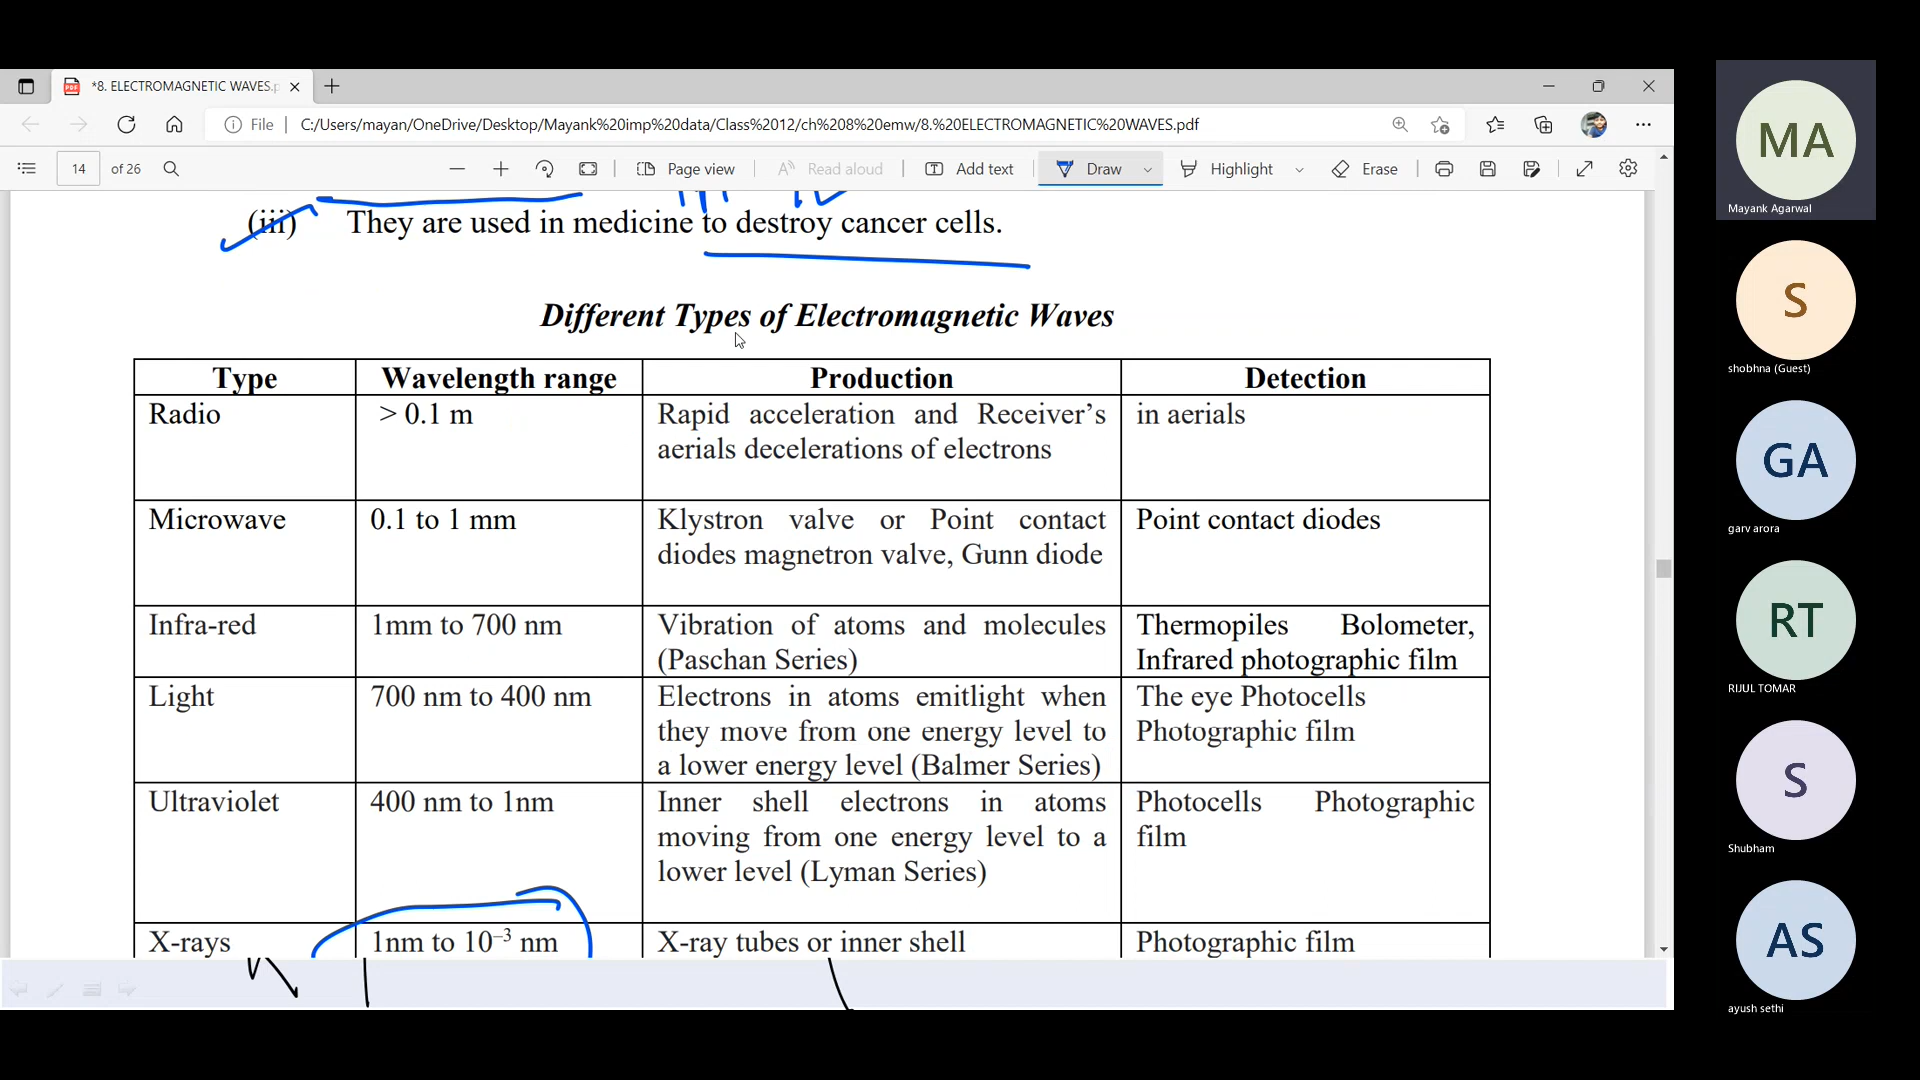 *8. ELECTROMAGNETIC WAVES.p
File
C:/Users/mayan/OneDrive/Desktop/Mayank%20imp%20data/Class%2012/ch%208%20emw/8.%20ELECTROMAGNETIC%20WAVES.pdf
14 of 26
Page view
Read aloud
Add text
Draw
Highlight
Erase
(iii) They are used in medicine to destroy cancer cells.
Different Types of Electromagnetic Waves
Type Wavelength range Production Detection
Radio > 0.1 m Rapid acceleration and Receiver’s in aerials
aerials decelerations of electrons
Microwave 0.1 to 1 mm Klystron valve or Point contact Point contact diodes
diodes magnetron valve, Gunn diode
Infra-red 1mm to 700 nm Vibration of atoms and molecules Thermopiles Bolometer,
(Paschan Series) Infrared photographic film
Light 700 nm to 400 nm Electrons in atoms emitlight when The eye Photocells
they move from one energy level to Photographic film
a lower energy level (Balmer Series)
Ultraviolet 400 nm to 1nm Inner shell electrons in atoms Photocells Photographic
moving from one energy level to a film
lower level (Lyman Series)
X-rays 1nm to 10⁻³ nm X-ray tubes or inner shell Photographic film
MA
Mayank Agarwal
S
shobhna (Guest)
GA
garv arora
RT
RIJUL TOMAR
S
Shubham
AS
ayush sethi